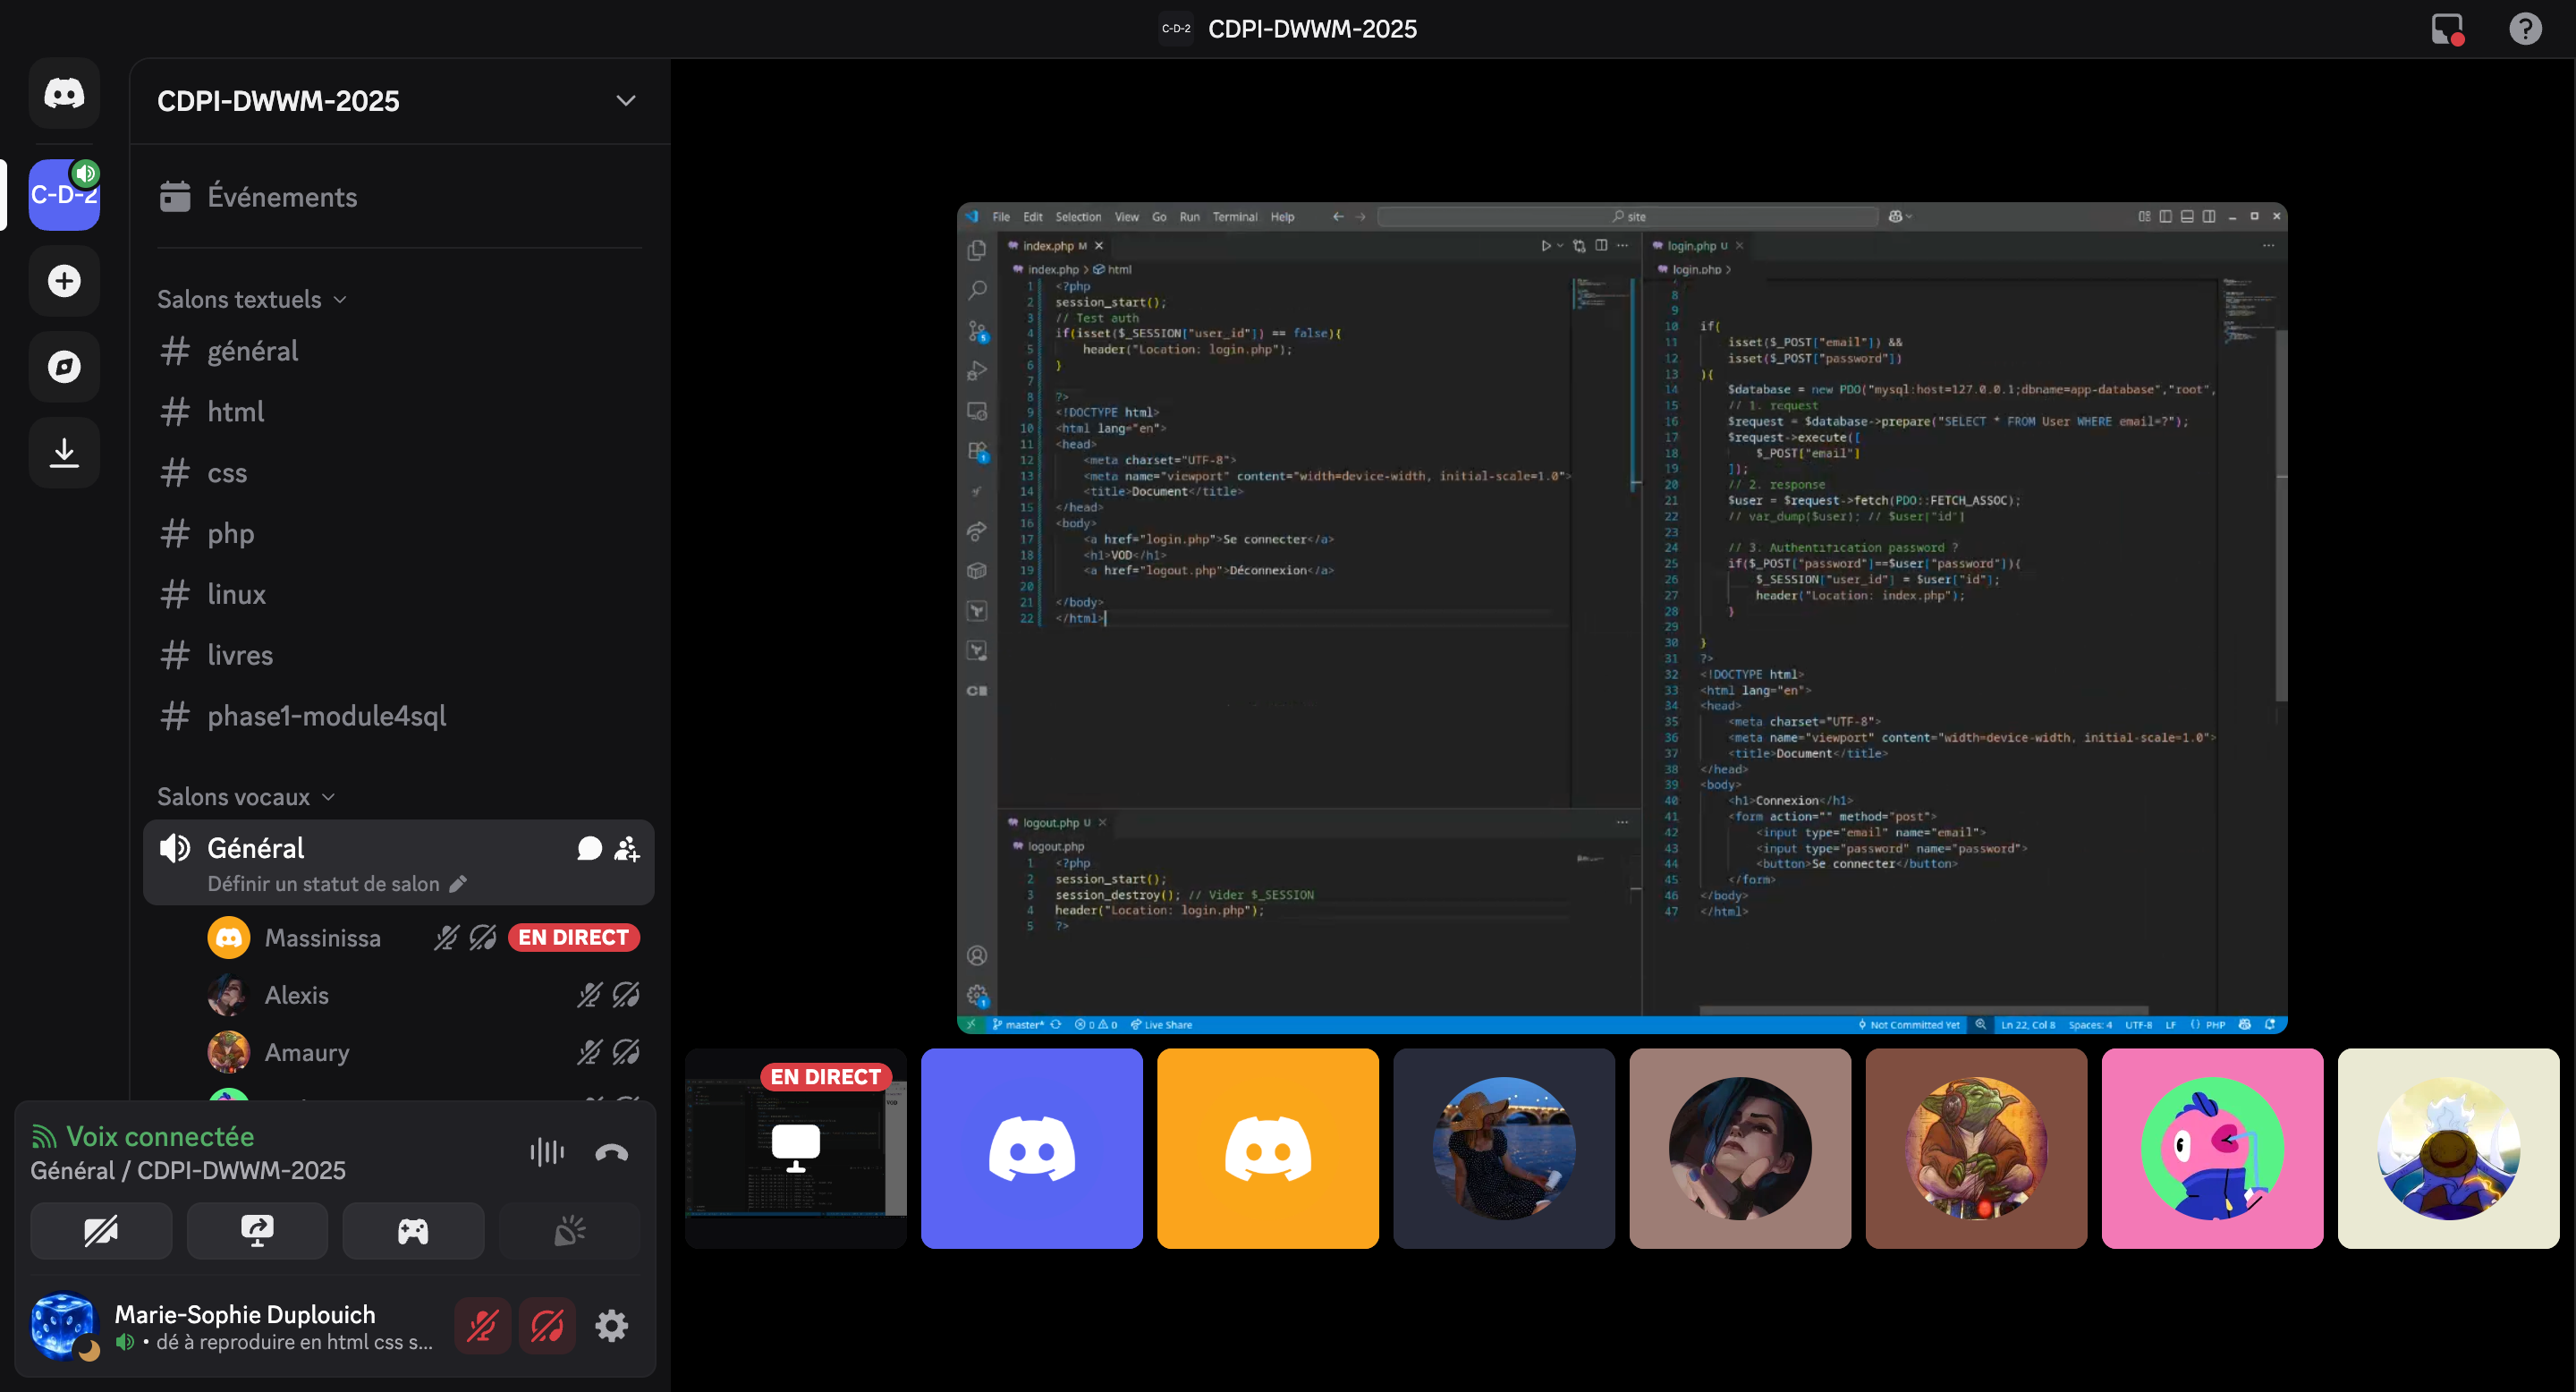 C-D-2 CDPI-DWWM-2025
CDPI-DWWM-2025
C-D-2
Événements
Salons textuels
général
html
css
php
linux
livres
phase1-module4sql
Salons vocaux
Général
Définir un statut de salon
Massinissa EN DIRECT
Alexis
Amaury
Voix connectée
Général / CDPI-DWWM-2025
Marie-Sophie Duplouich
• dé à reproduire en html css s...
File Edit Selection View Go Run Terminal Help
site
index.php M
index.php > html
1 <?php
2 session_start();
3 // Test auth
4 if(isset($_SESSION["user_id"]) == false){
5 header("Location: login.php");
6 }
7
8 ?>
9 <!DOCTYPE html>
10 <html lang="en">
11 <head>
12 <meta charset="UTF-8">
13 <meta name="viewport" content="width=device-width, initial-scale=1.0">
14 <title>Document</title>
15 </head>
16 <body>
17 <a href="login.php">Se connecter</a>
18 <h1>VOD</h1>
19 <a href="logout.php">Déconnexion</a>
20
21 </body>
22 </html>
logout.php U
logout.php
1 <?php
2 session_start();
3 session_destroy(); // Vider $_SESSION
4 header("Location: login.php");
5 ?>
login.php U
login.php >
8
9
10 if(
11 isset($_POST["email"]) &&
12 isset($_POST["password"])
13 ){
14 $database = new PDO("mysql:host=127.0.0.1;dbname=app-database","root",
15 // 1. request
16 $request = $database->prepare("SELECT * FROM User WHERE email=?");
17 $request->execute([
18 $_POST["email"]
19 ]);
20 // 2. response
21 $user = $request->fetch(PDO::FETCH_ASSOC);
22 // var_dump($user); // $user["id"]
23
24 // 3. Authentification password ?
25 if($_POST["password"]==$user["password"]){
26 $_SESSION["user_id"] = $user["id"];
27 header("Location: index.php");
28 }
29
30 }
31 ?>
32 <!DOCTYPE html>
33 <html lang="en">
34 <head>
35 <meta charset="UTF-8">
36 <meta name="viewport" content="width=device-width, initial-scale=1.0">
37 <title>Document</title>
38 </head>
39 <body>
40 <h1>Connexion</h1>
41 <form action="" method="post">
42 <input type="email" name="email">
43 <input type="password" name="password">
44 <button>Se connecter</button>
45 </form>
46 </body>
47 </html>
master* 0 0 Live Share
Not Committed Yet Ln 22, Col 8 Spaces: 4 UTF-8 LF {} PHP
EN DIRECT